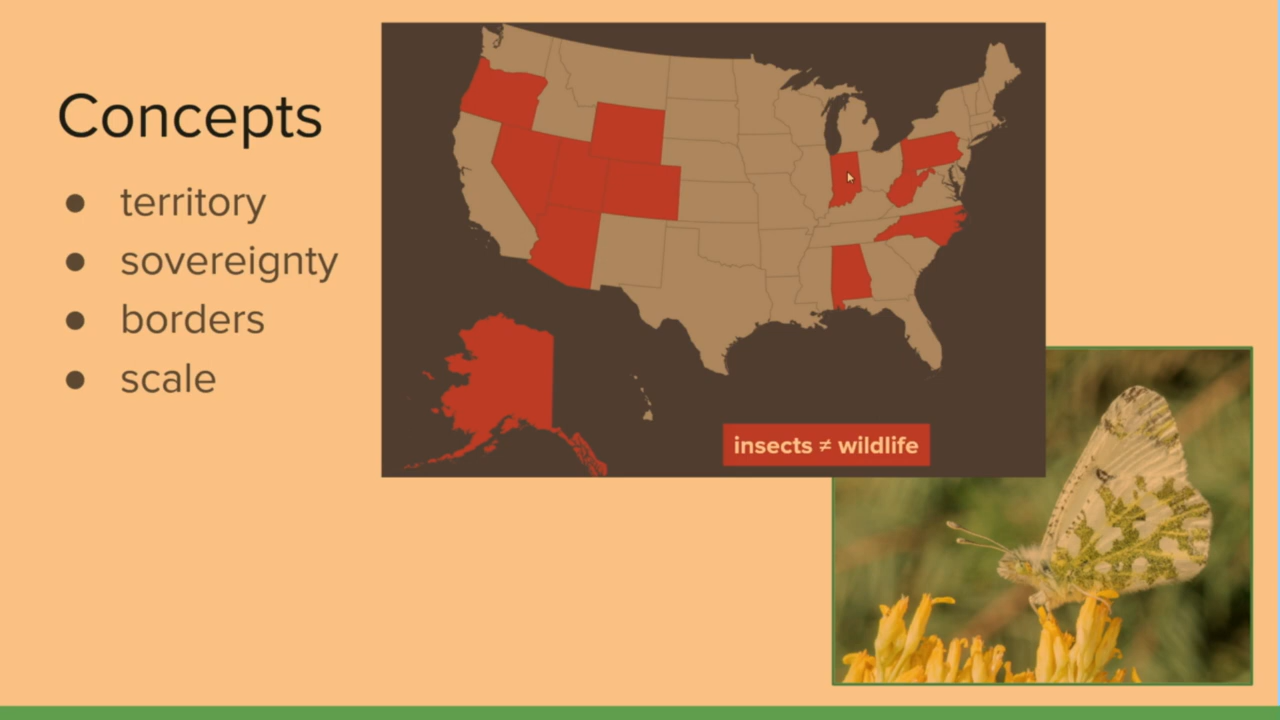 Concepts
● territory
● sovereignty
● borders
● scale
insects ≠ wildlife